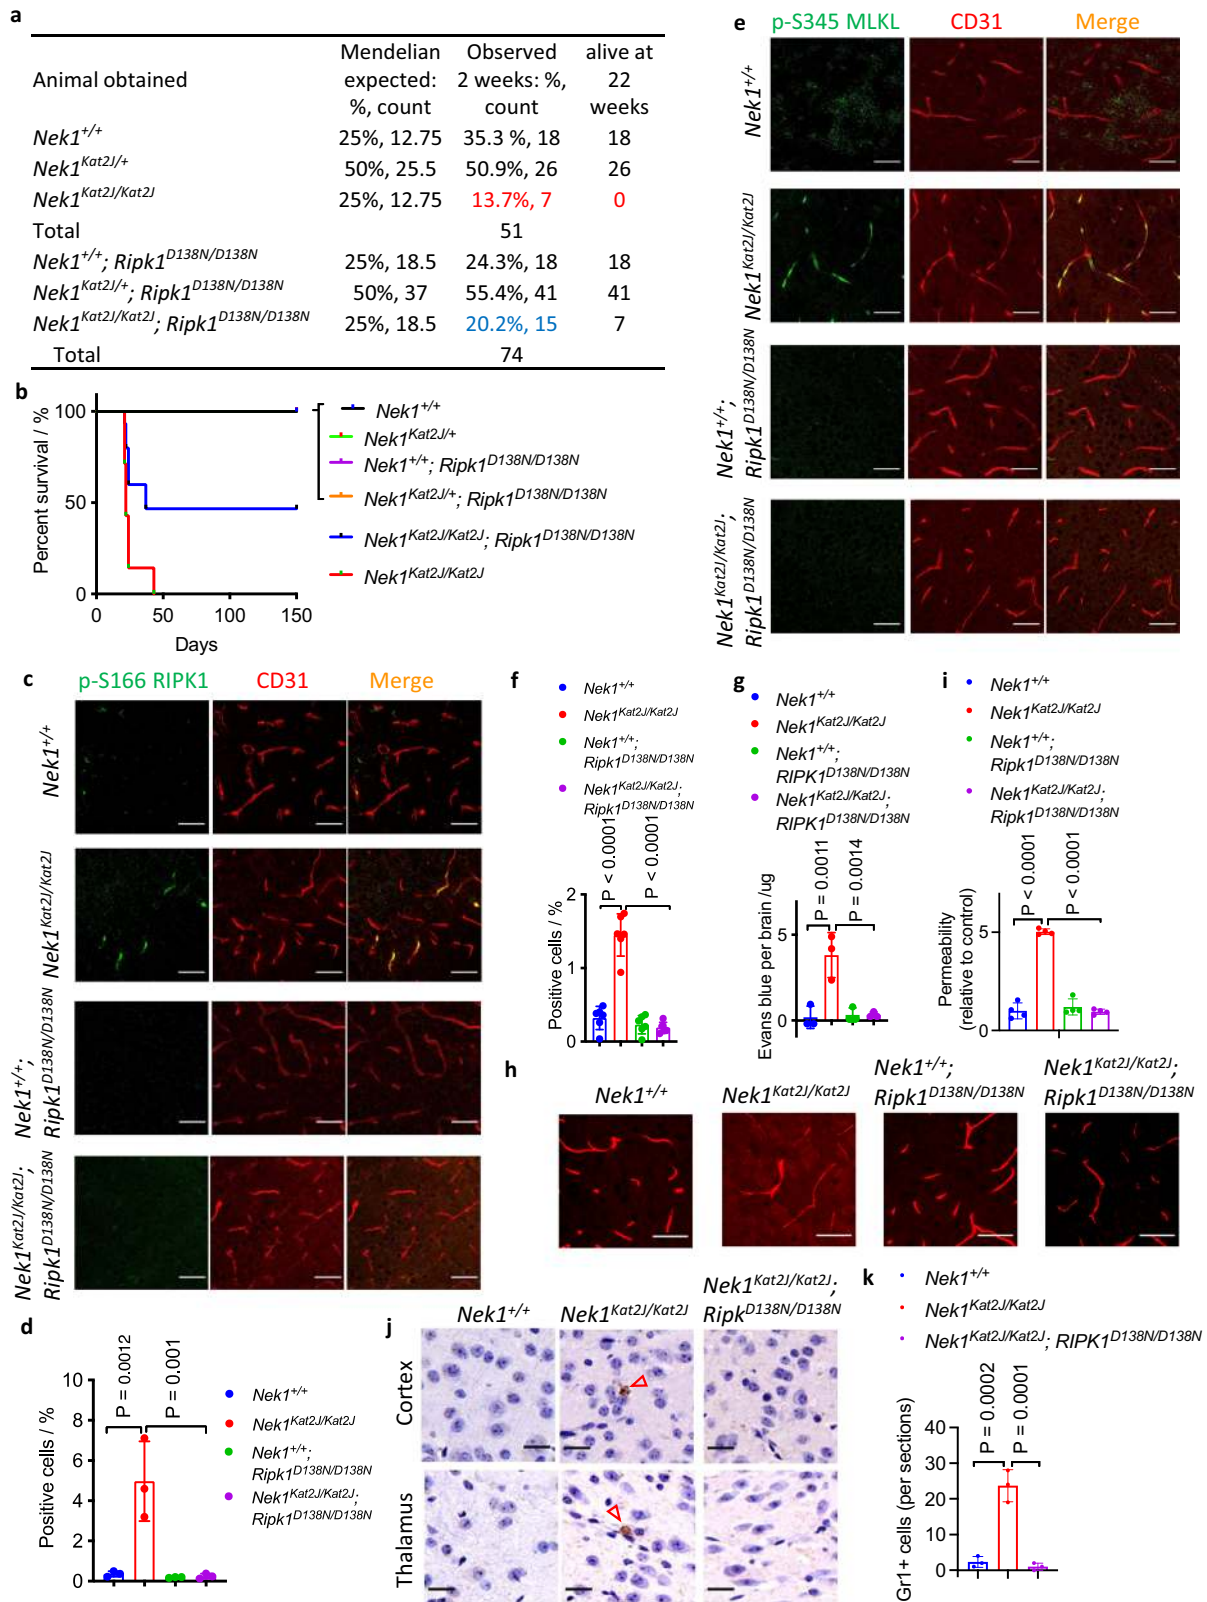 a
Animal obtained
Mendelian expected: %, count
Observed 2 weeks: %, count
alive at 22 weeks
Nek1+/+ 25%, 12.75 35.3 %, 18 18
Nek1Kat2J/+ 50%, 25.5 50.9%, 26 26
Nek1Kat2J/Kat2J 25%, 12.75 13.7%, 7 0
Total 51
Nek1+/+; Ripk1D138N/D138N 25%, 18.5 24.3%, 18 18
Nek1Kat2J/+; Ripk1D138N/D138N 50%, 37 55.4%, 41 41
Nek1Kat2J/Kat2J; Ripk1D138N/D138N 25%, 18.5 20.2%, 15 7
Total 74
b
Percent survival / %
100
50
0
0 50 100 150
Days
Nek1+/+
Nek1Kat2J/+
Nek1+/+; Ripk1D138N/D138N
Nek1Kat2J/+; Ripk1D138N/D138N
Nek1Kat2J/Kat2J; Ripk1D138N/D138N
Nek1Kat2J/Kat2J
c
p-S166 RIPK1 CD31 Merge
Nek1+/+
Nek1Kat2J/Kat2J
Nek1+/+;
Ripk1D138N/D138N
Nek1Kat2J/Kat2J;
Ripk1D138N/D138N
d
Positive cells / %
10
8
6
4
2
0
P = 0.0012
P = 0.001
Nek1+/+
Nek1Kat2J/Kat2J
Nek1+/+;
Ripk1D138N/D138N
Nek1Kat2J/Kat2J;
Ripk1D138N/D138N
e
p-S345 MLKL CD31 Merge
Nek1+/+
Nek1Kat2J/Kat2J
Nek1+/+;
Ripk1D138N/D138N
Nek1Kat2J/Kat2J;
Ripk1D138N/D138N
f
Nek1+/+
Nek1Kat2J/Kat2J
Nek1+/+;
Ripk1D138N/D138N
Nek1Kat2J/Kat2J;
Ripk1D138N/D138N
P < 0.0001
P < 0.0001
Positive cells / %
2
1
0
g
Nek1+/+
Nek1Kat2J/Kat2J
Nek1+/+;
RIPK1D138N/D138N
Nek1Kat2J/Kat2J;
RIPK1D138N/D138N
P = 0.0011
P = 0.0014
Evans blue per brain /ug
5
0
i
Nek1+/+
Nek1Kat2J/Kat2J
Nek1+/+;
Ripk1D138N/D138N
Nek1Kat2J/Kat2J;
Ripk1D138N/D138N
P < 0.0001
P < 0.0001
Permeability
(relative to control)
5
0
h
Nek1+/+
Nek1Kat2J/Kat2J
Nek1+/+;
Ripk1D138N/D138N
Nek1Kat2J/Kat2J;
Ripk1D138N/D138N
j
Nek1+/+
Nek1Kat2J/Kat2J
Nek1Kat2J/Kat2J;
RipkD138N/D138N
Cortex
Thalamus
k
Nek1+/+
Nek1Kat2J/Kat2J
Nek1Kat2J/Kat2J; RIPK1D138N/D138N
P = 0.0002
P = 0.0001
Gr1+ cells (per sections)
40
30
20
10
0